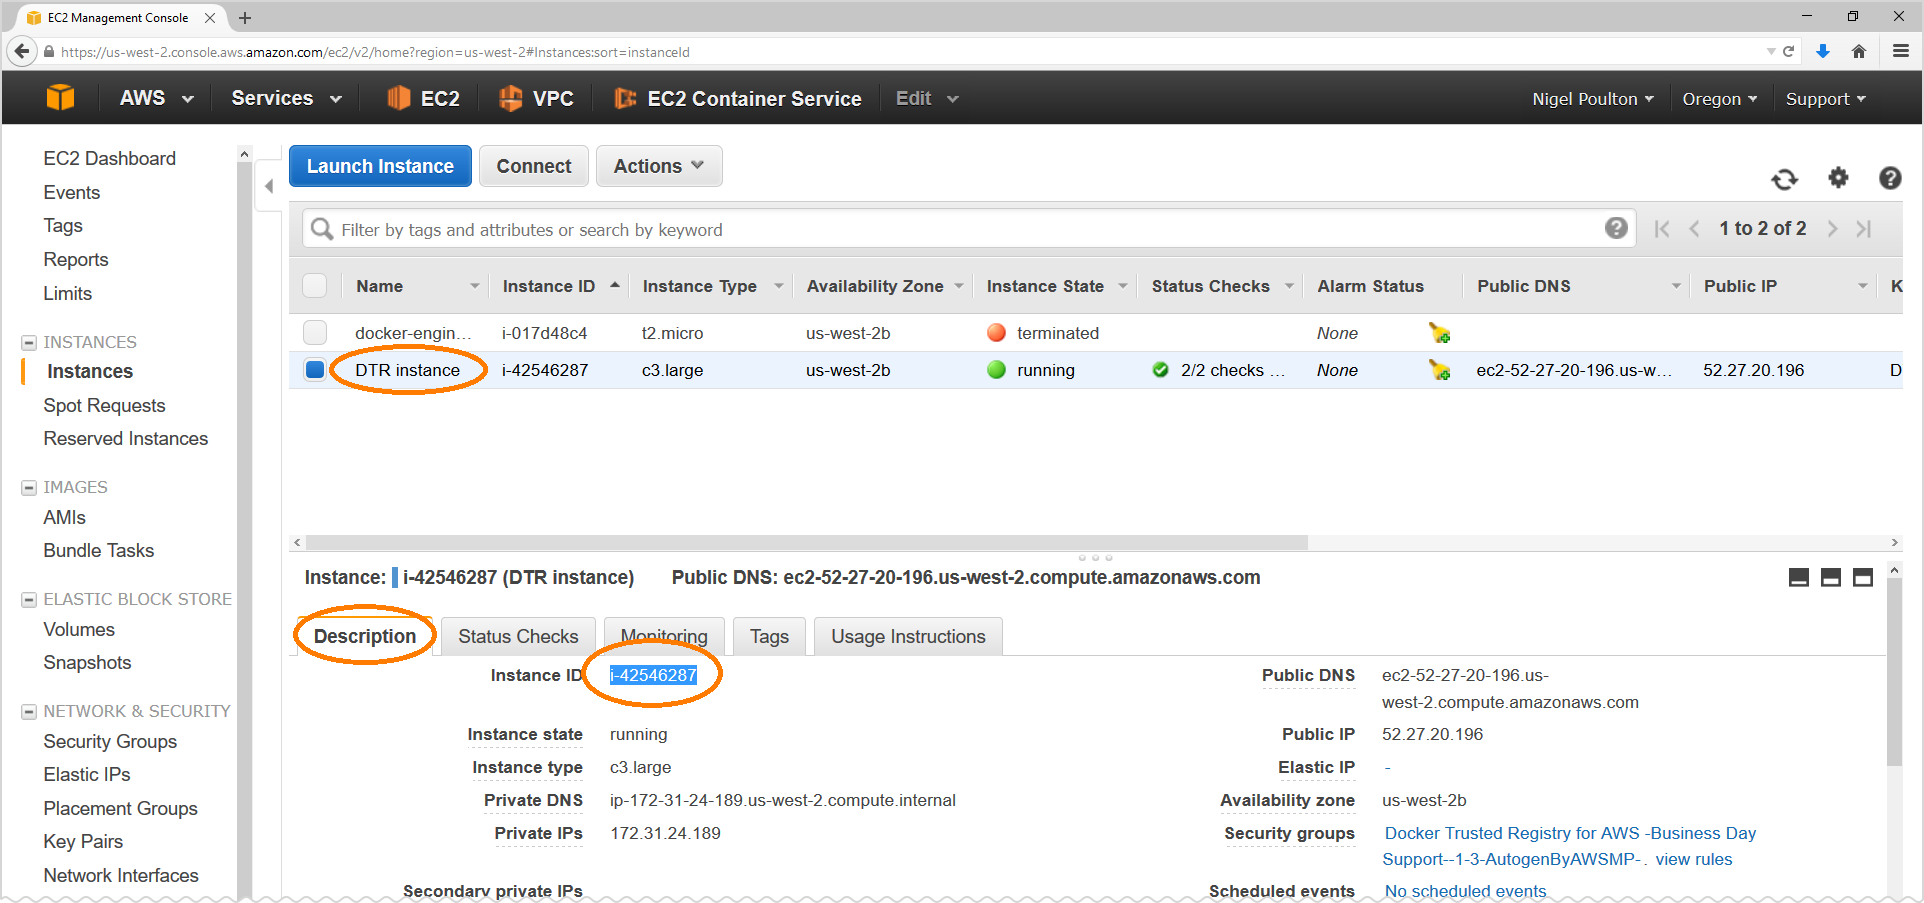 EC2 Management Console
https://us-west-2.console.aws.amazon.com/ec2/v2/home?region=us-west-2#Instances:sort=instanceId
AWS Services EC2 VPC EC2 Container Service Edit Nigel Poulton Oregon Support
EC2 Dashboard
Events
Tags
Reports
Limits
INSTANCES
Instances
Spot Requests
Reserved Instances
IMAGES
AMIs
Bundle Tasks
ELASTIC BLOCK STORE
Volumes
Snapshots
NETWORK & SECURITY
Security Groups
Elastic IPs
Placement Groups
Key Pairs
Network Interfaces
Launch Instance Connect Actions
Filter by tags and attributes or search by keyword
1 to 2 of 2
Name Instance ID Instance Type Availability Zone Instance State Status Checks Alarm Status Public DNS Public IP K
docker-engin... i-017d48c4 t2.micro us-west-2b terminated None
DTR instance i-42546287 c3.large us-west-2b running 2/2 checks ... None ec2-52-27-20-196.us-w... 52.27.20.196 D
Instance: i-42546287 (DTR instance) Public DNS: ec2-52-27-20-196.us-west-2.compute.amazonaws.com
Description Status Checks Monitoring Tags Usage Instructions
Instance ID i-42546287
Instance state running
Instance type c3.large
Private DNS ip-172-31-24-189.us-west-2.compute.internal
Private IPs 172.31.24.189
Secondary private IPs
Public DNS ec2-52-27-20-196.us-
west-2.compute.amazonaws.com
Public IP 52.27.20.196
Elastic IP -
Availability zone us-west-2b
Security groups Docker Trusted Registry for AWS -Business Day
Support--1-3-AutogenByAWSMP-. view rules
Scheduled events No scheduled events